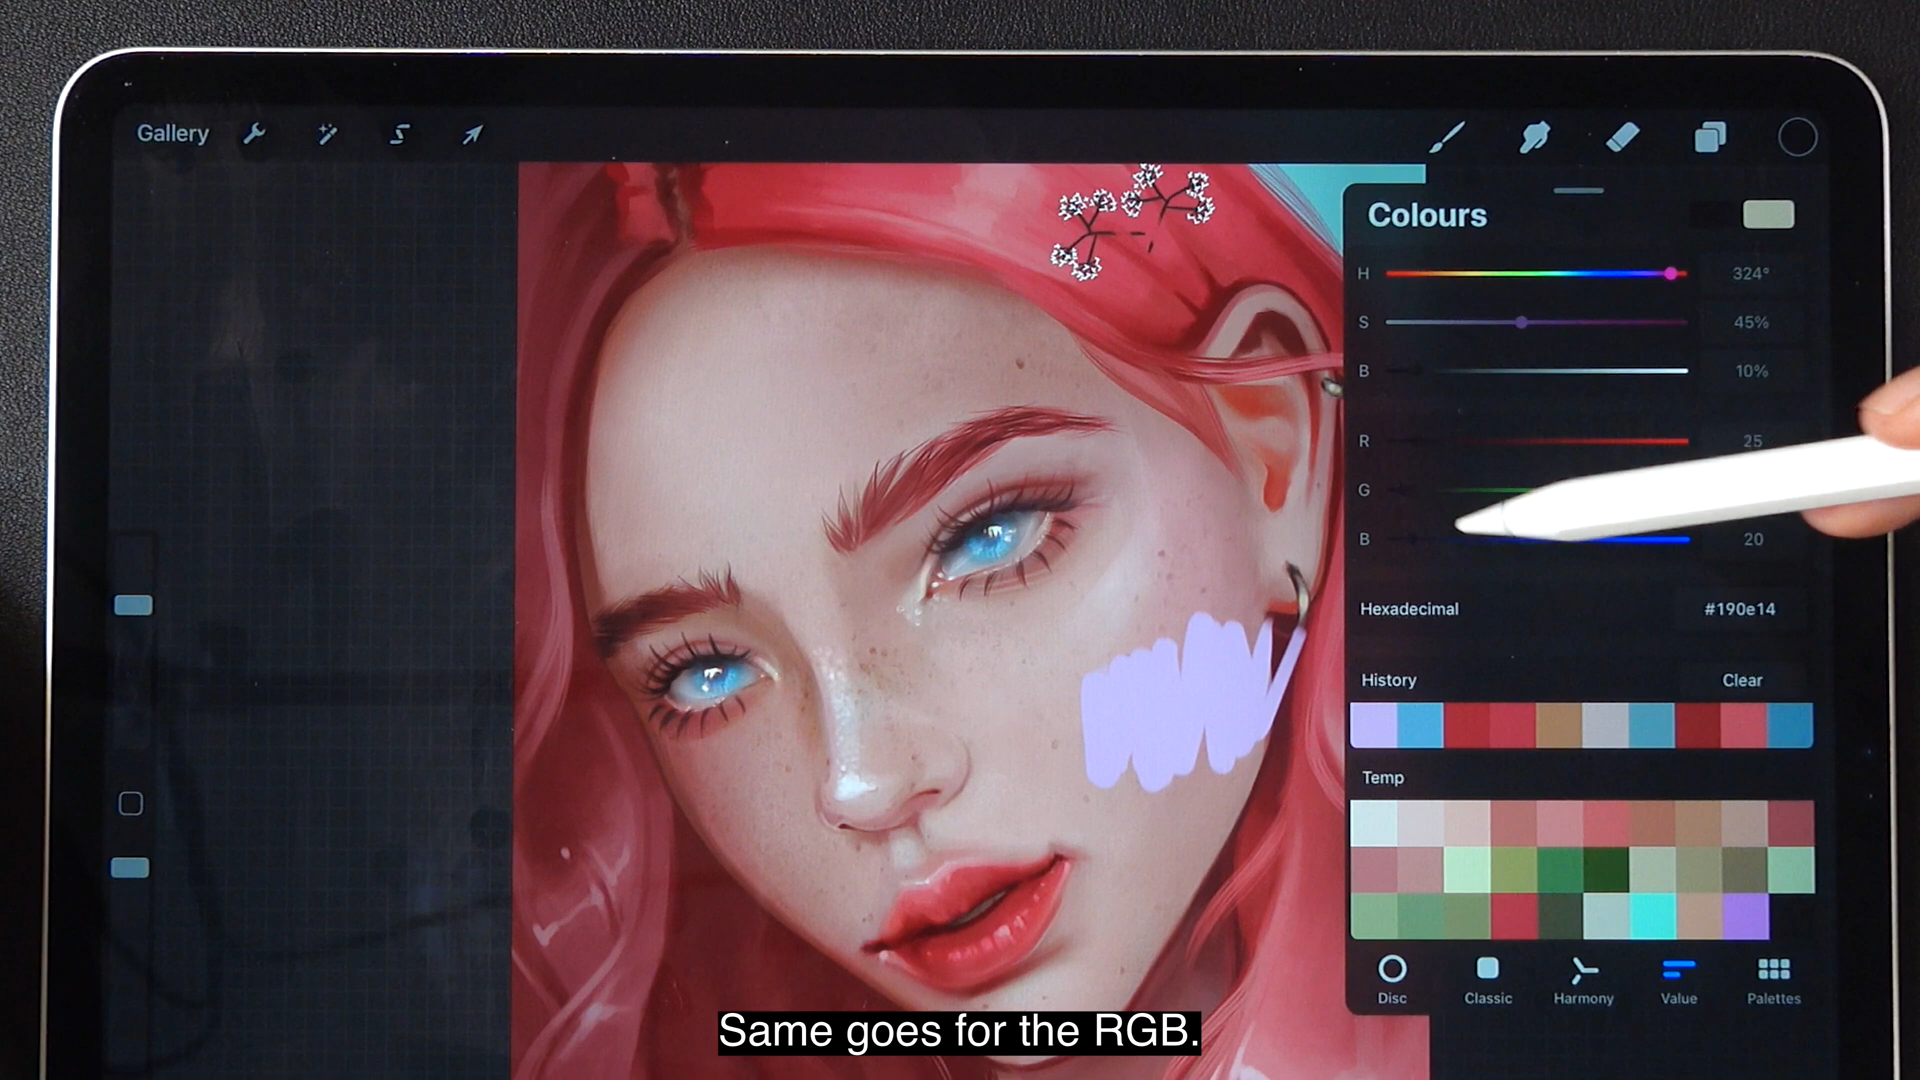 Gallery
Colours
H 324°
S 45%
B 10%
R 25
G
B 20
Hexadecimal #190e14
History Clear
Temp
Disc Classic Harmony Value Palettes
Same goes for the RGB.